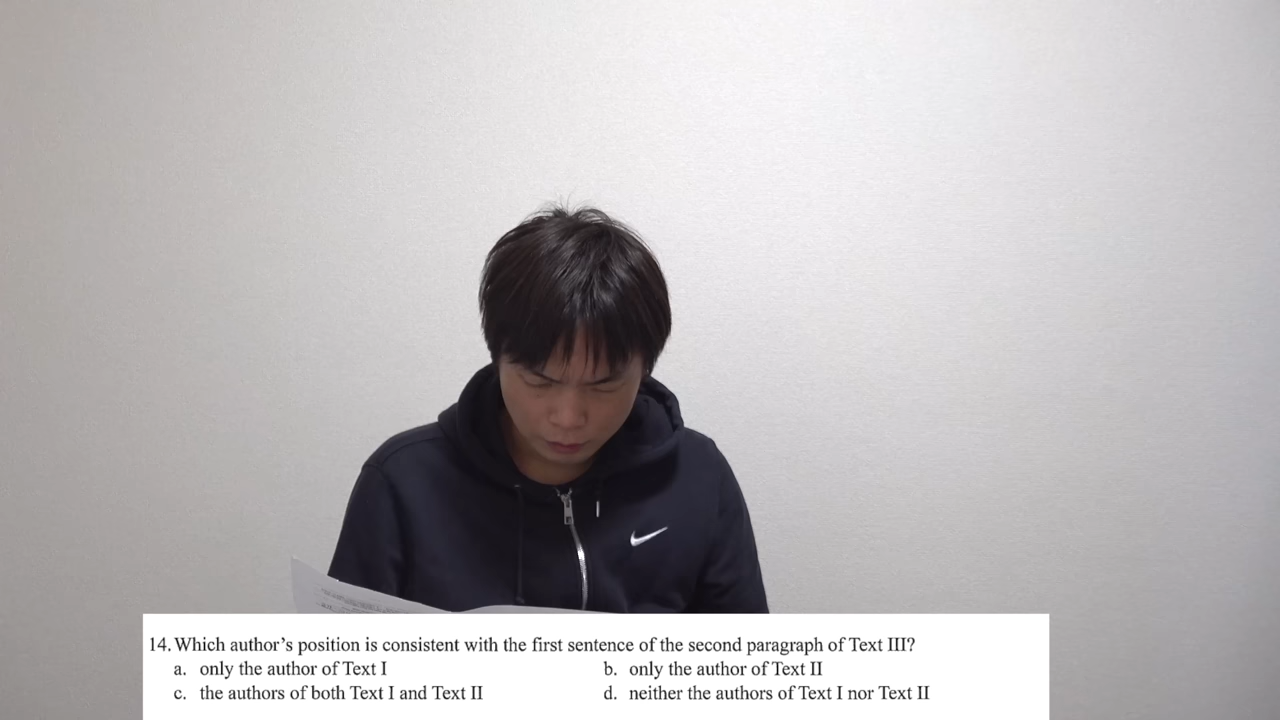 14. Which author's position is consistent with the first sentence of the second paragraph of Text III?
a. only the author of Text I
b. only the author of Text II
c. the authors of both Text I and Text II
d. neither the authors of Text I nor Text II